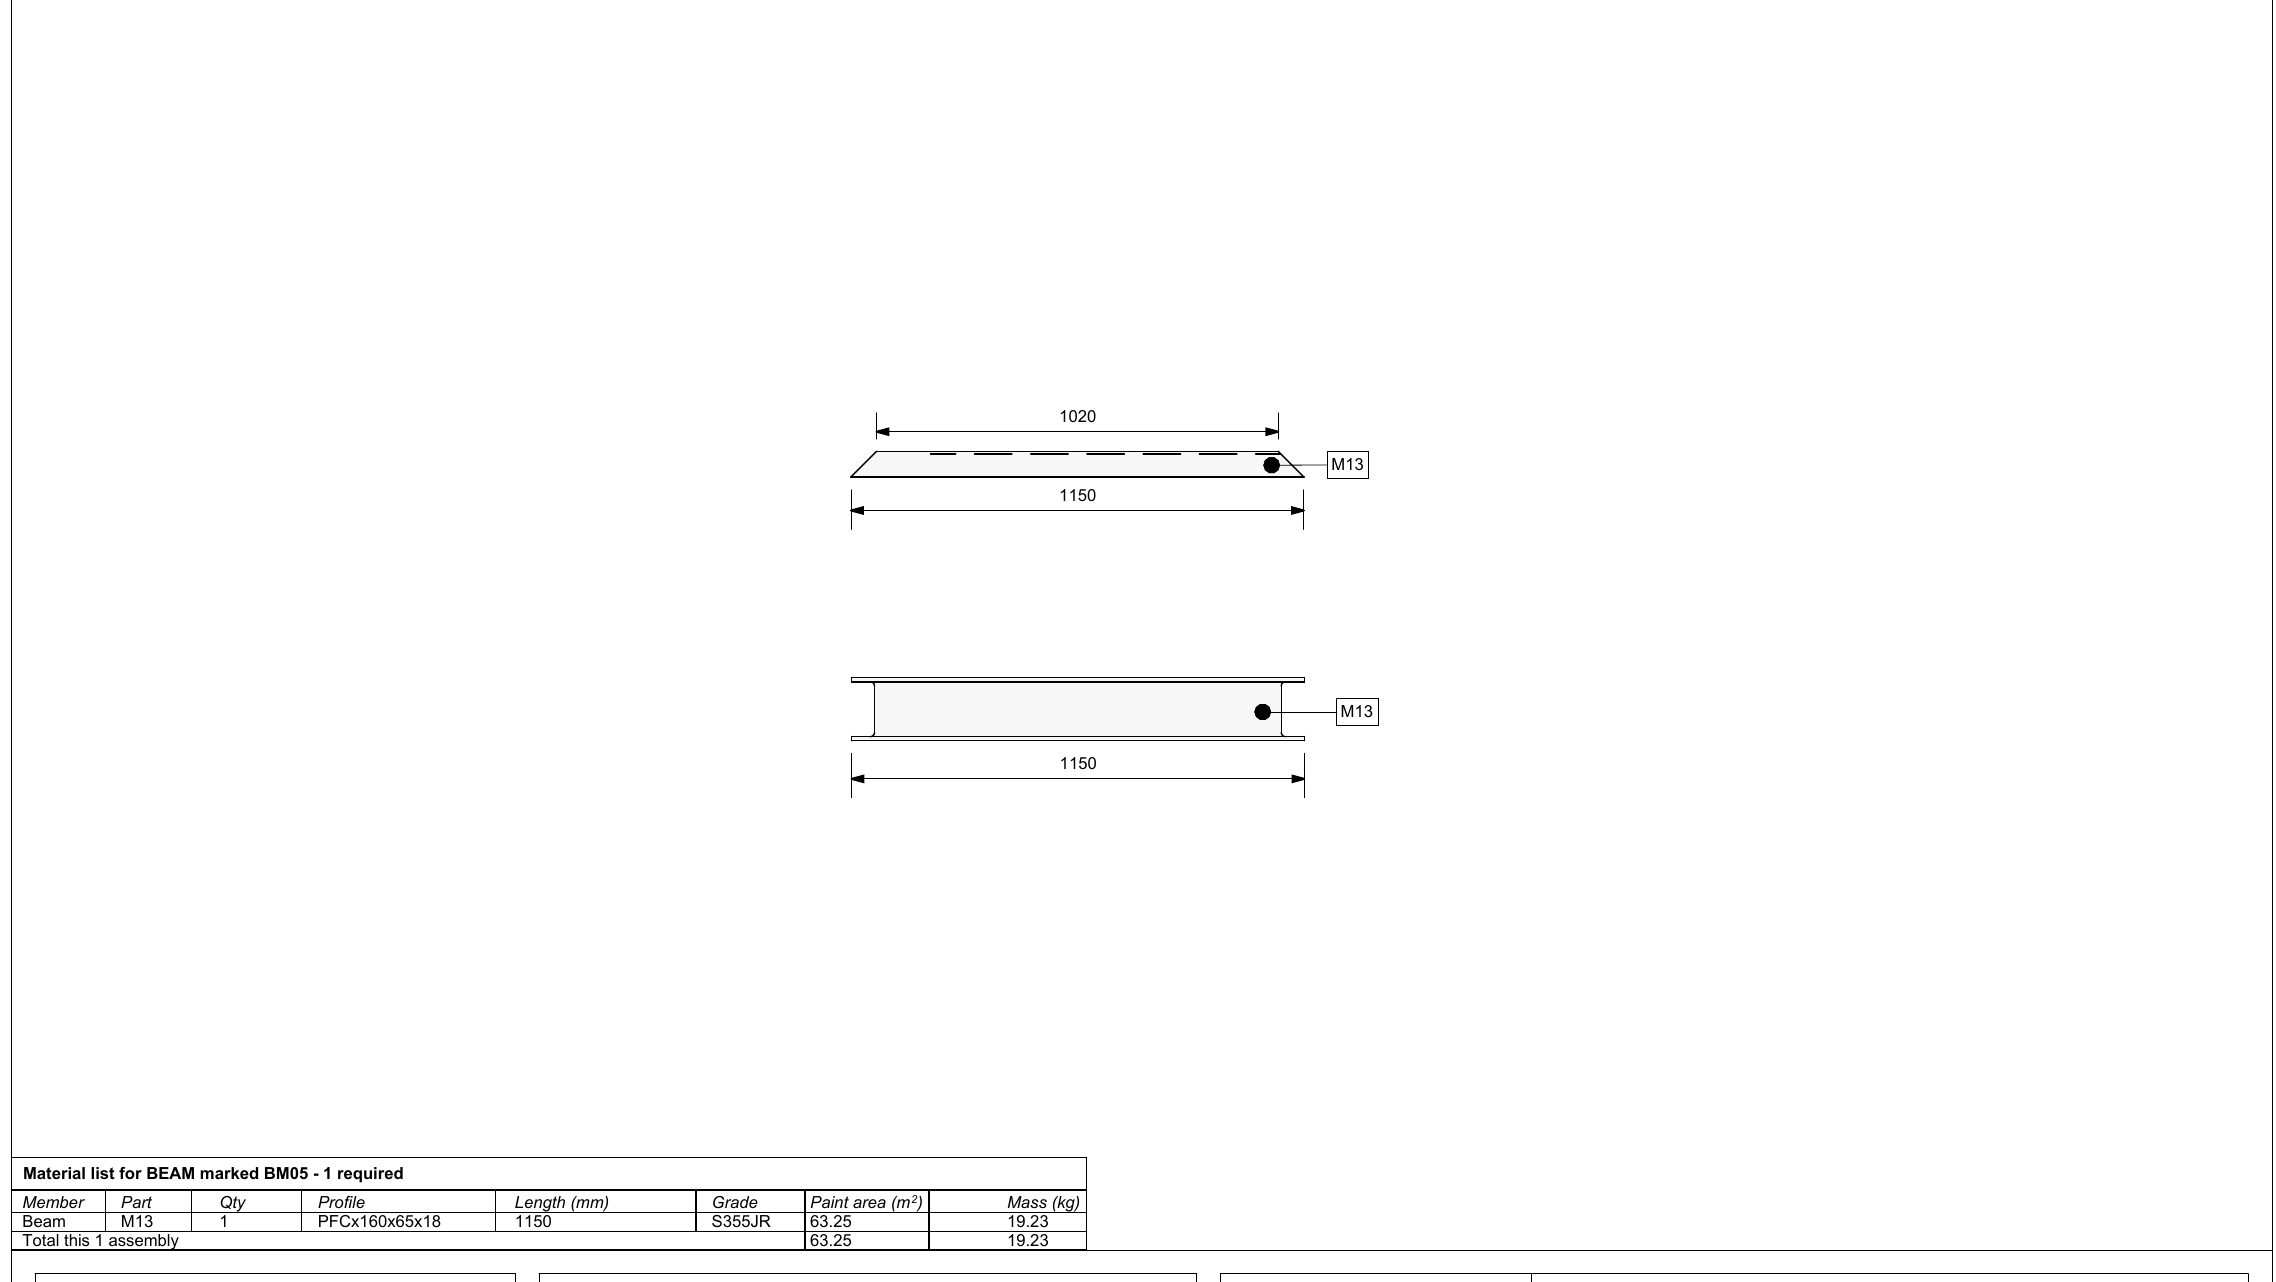 1020
M13
1150
M13
1150
Material list for BEAM marked BM05 - 1 required
Member Part Qty Profile Length (mm) Grade Paint area (m²) Mass (kg)
Beam M13 1 PFCx160x65x18 1150 S355JR 63.25 19.23
Total this 1 assembly 63.25 19.23